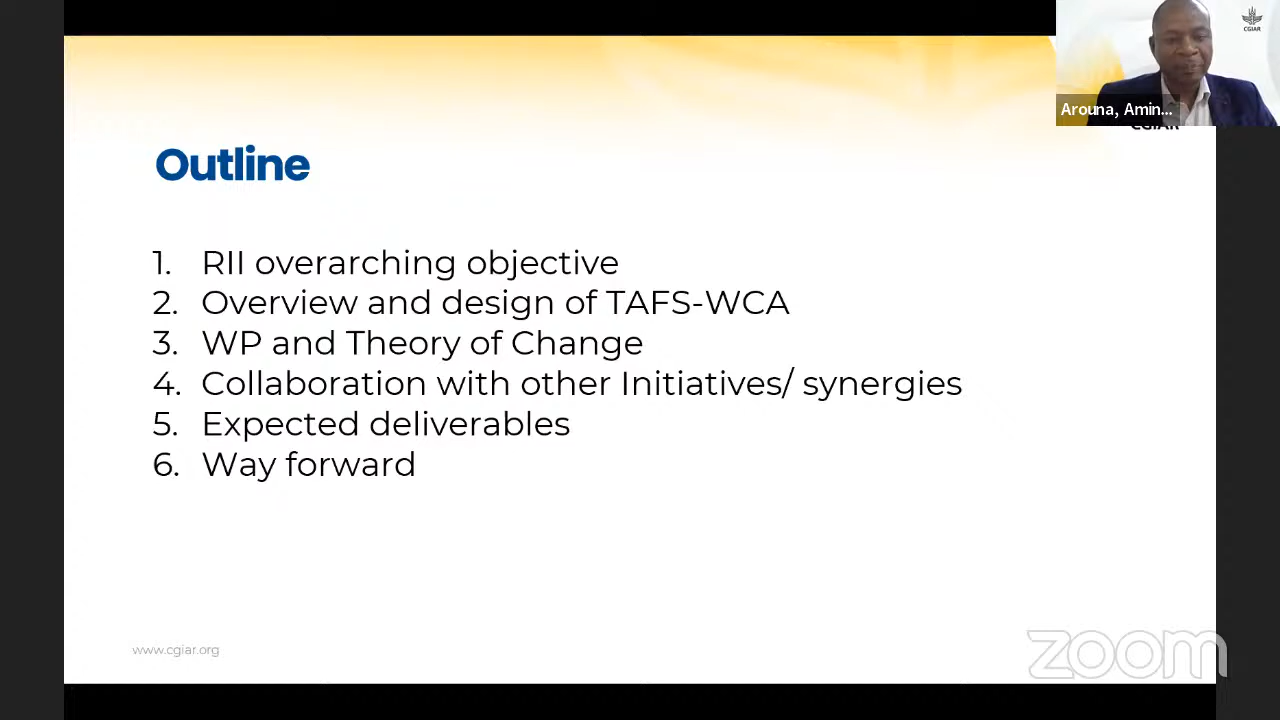 CGIAR
Arouna, Amin...
CGIAR
Outline
1. RII overarching objective
2. Overview and design of TAFS-WCA
3. WP and Theory of Change
4. Collaboration with other Initiatives/ synergies
5. Expected deliverables
6. Way forward
www.cgiar.org
zoom